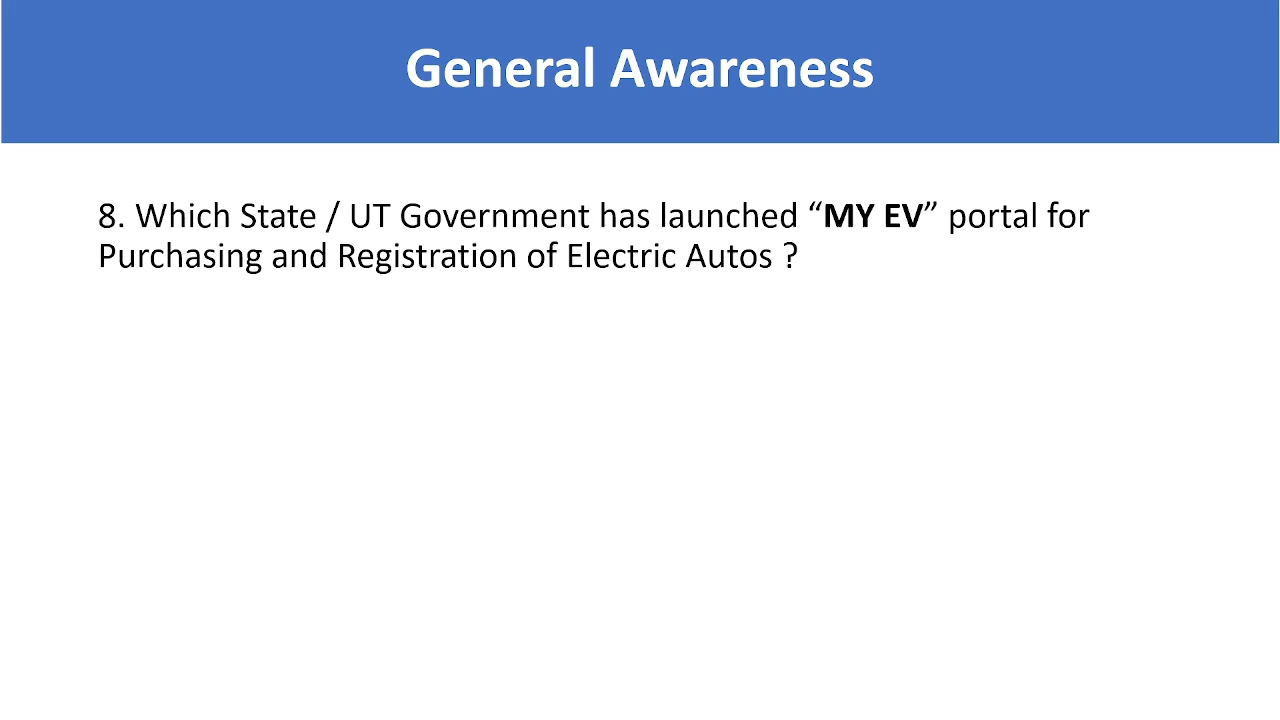 General Awareness
8. Which State / UT Government has launched “MY EV” portal for
Purchasing and Registration of Electric Autos ?